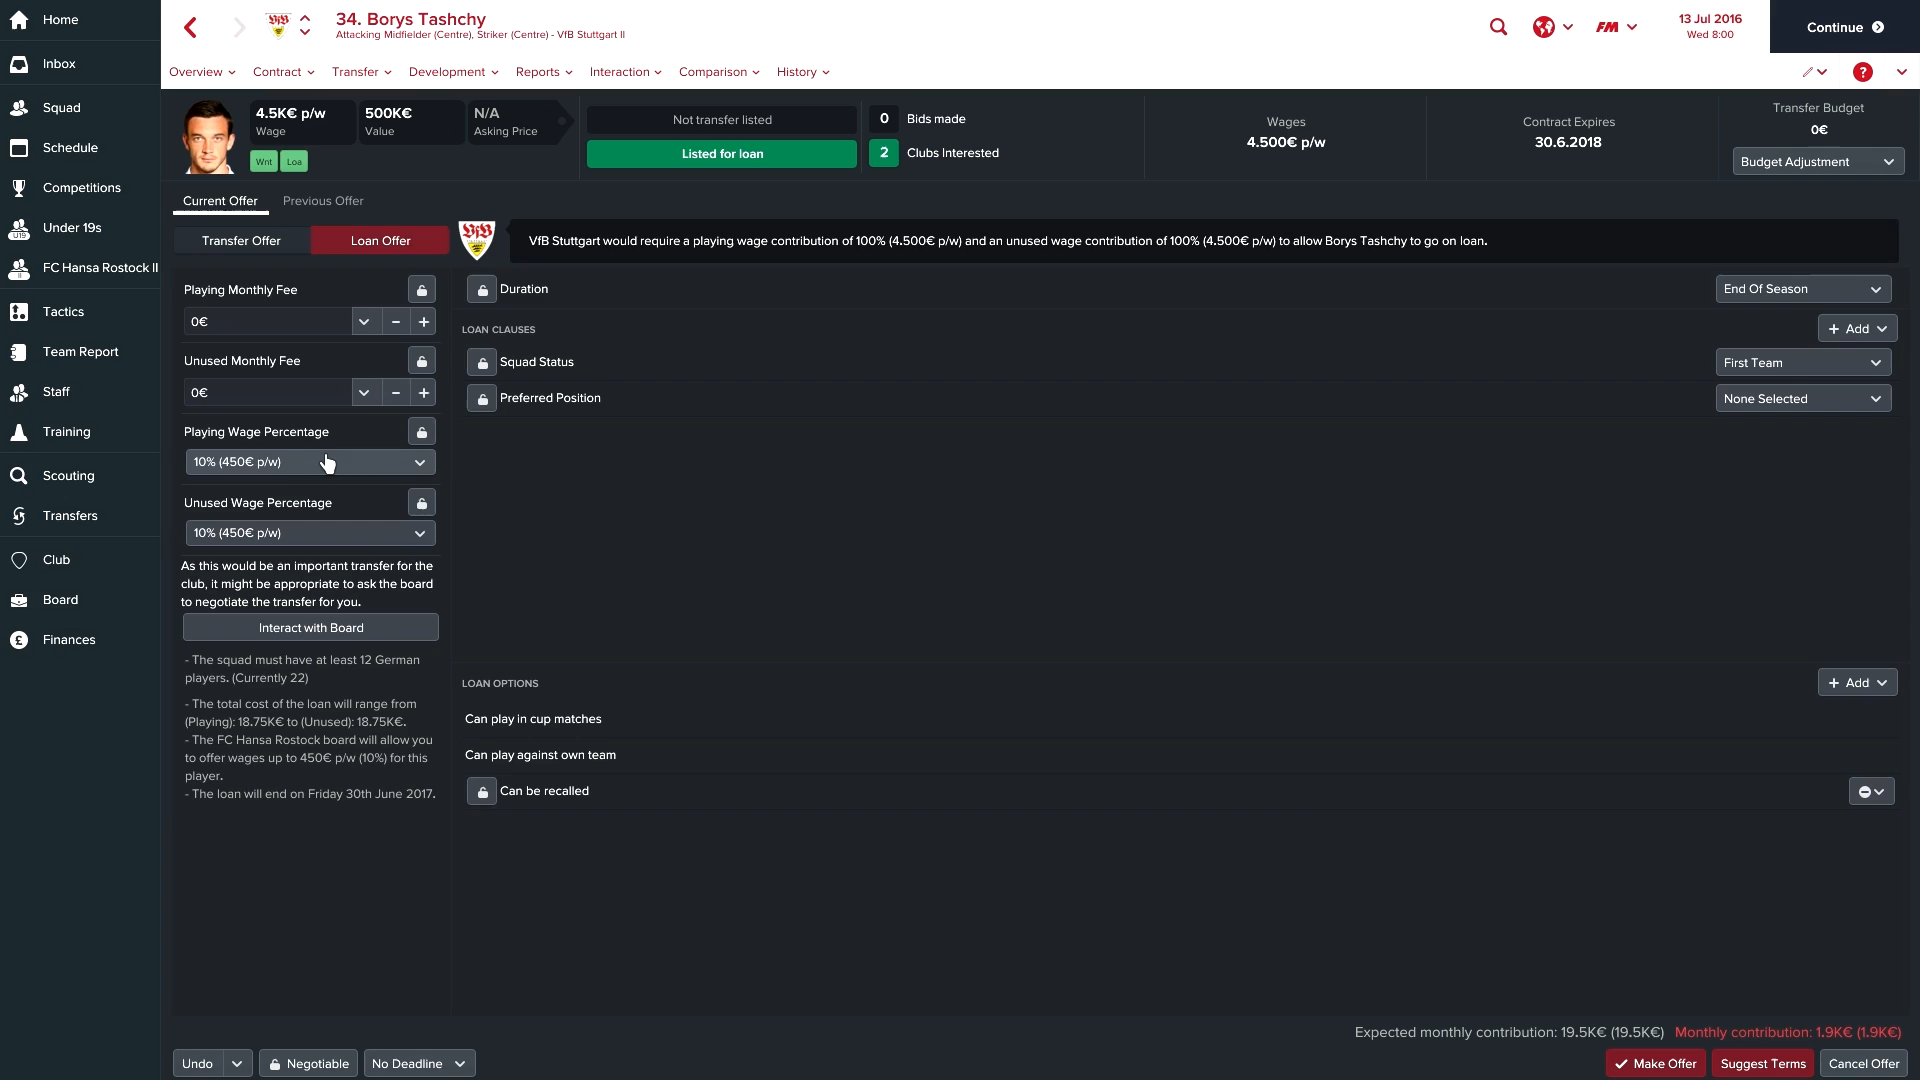 Home
Inbox
Squad
Schedule
Competitions
Under 19s
FC Hansa Rostock II
Tactics
Team Report
Staff
Training
Scouting
Transfers
Club
Board
Finances
34. Borys Tashchy
Attacking Midfielder (Centre), Striker (Centre) - VfB Stuttgart II
FM
13 Jul 2016
Wed 8:00
Continue
Overview
Contract
Transfer
Development
Reports
Interaction
Comparison
History
?
4.5K€ p/w
Wage
500K€
Value
N/A
Asking Price
Wnt
Loa
Not transfer listed
Listed for loan
0 Bids made
2 Clubs Interested
Wages
4.500€ p/w
Contract Expires
30.6.2018
Transfer Budget
0€
Budget Adjustment
Current Offer
Previous Offer
Transfer Offer
Loan Offer
VfB Stuttgart would require a playing wage contribution of 100% (4.500€ p/w) and an unused wage contribution of 100% (4.500€ p/w) to allow Borys Tashchy to go on loan.
Playing Monthly Fee
0€
Unused Monthly Fee
0€
Playing Wage Percentage
10% (450€ p/w)
Unused Wage Percentage
10% (450€ p/w)
As this would be an important transfer for the
club, it might be appropriate to ask the board
to negotiate the transfer for you.
Interact with Board
- The squad must have at least 12 German
players. (Currently 22)
- The total cost of the loan will range from
(Playing): 18.75K€ to (Unused): 18.75K€.
- The FC Hansa Rostock board will allow you
to offer wages up to 450€ p/w (10%) for this
player.
- The loan will end on Friday 30th June 2017.
Duration
End Of Season
LOAN CLAUSES
+ Add
Squad Status
First Team
Preferred Position
None Selected
LOAN OPTIONS
+ Add
Can play in cup matches
Can play against own team
Can be recalled
Expected monthly contribution: 19.5K€ (19.5K€) Monthly contribution: 1.9K€ (1.9K€)
Undo
Negotiable
No Deadline
Make Offer
Suggest Terms
Cancel Offer